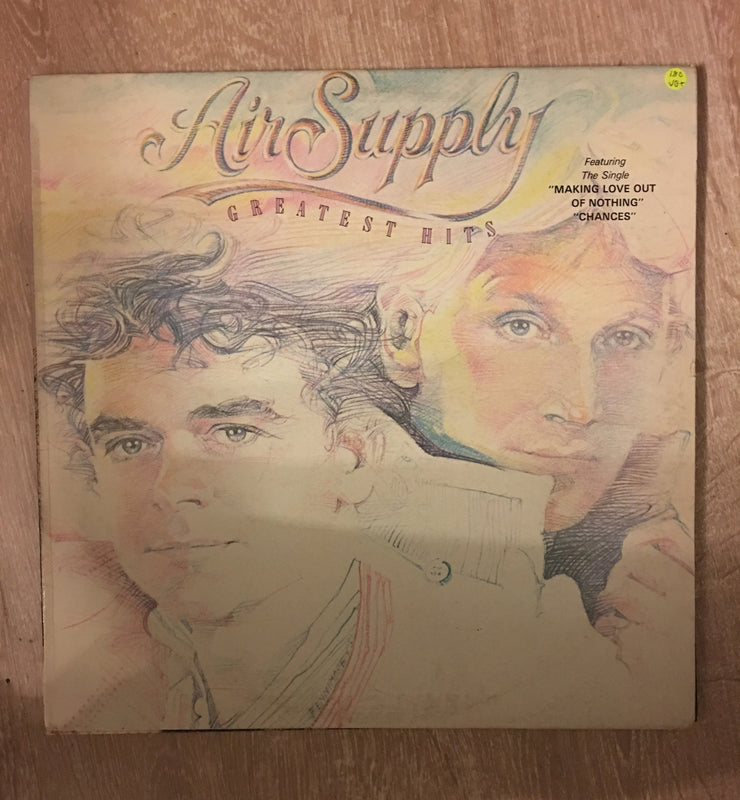 Air Supply
GREATEST HITS
Featuring
The Single
"MAKING LOVE OUT
OF NOTHING"
"CHANCES"